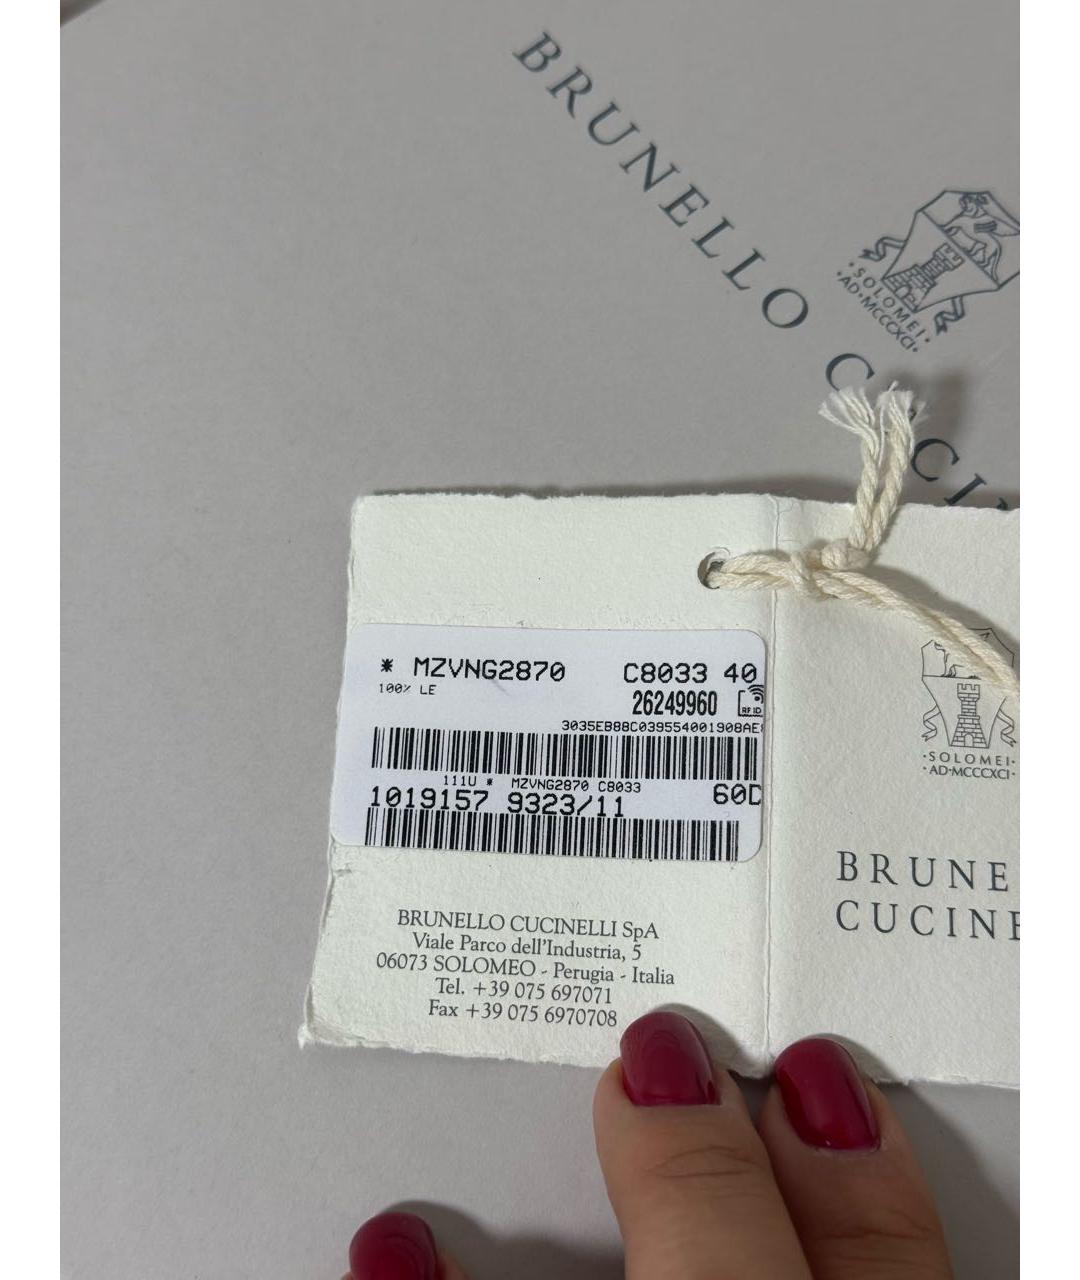 BRUNELLO CUCI
·SOLOMEI·
·AD·MCCCXCI·
* MZVNG2870 C8033 40
100% LE
26249960
RFID
3035EB88C039554001908AE
111U * MZVNG2870 C8033
1019157 9323/11 60D
BRUNELLO CUCINELLI SpA
Viale Parco dell'Industria, 5
06073 SOLOMEO - Perugia - Italia
Tel. +39 075 697071
Fax +39 075 6970708
·SOLOMEI·
·AD·MCCCXCI·
BRUNE
CUCINE